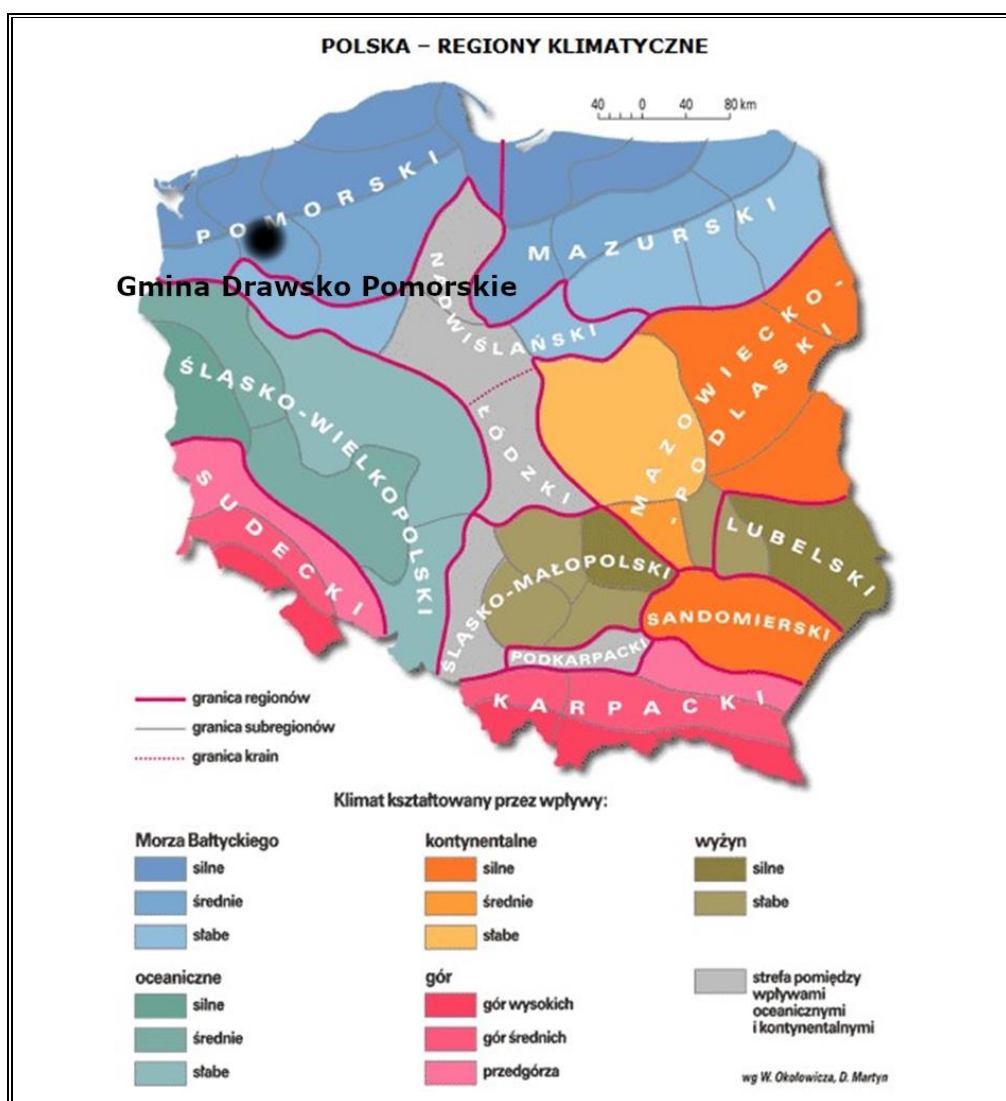 POLSKA – REGIONY KLIMATYCZNE
40 0 40 80 km
POMORSKI
MAZURSKI
Gmina Drawsko Pomorskie
NADWIŚLAŃSKI
MAZOWIECKO-
-PODLASKI
ŚLĄSKO-WIELKOPOLSKI
ŁÓDZKI
SUDECKI
LUBELSKI
ŚLĄSKO-MAŁOPOLSKI
SANDOMIERSKI
PODKARPACKI
KARPACKI
granica regionów
granica subregionów
granica krain
Klimat kształtowany przez wpływy:
Morza Bałtyckiego
silne
średnie
słabe
kontynentalne
silne
średnie
słabe
wyżyn
silne
słabe
oceaniczne
silne
średnie
słabe
gór
gór wysokich
gór średnich
przedgórza
strefa pomiędzy
wpływami
oceanicznymi
i kontynentalnymi
wg W. Okołowicza, D. Martyn